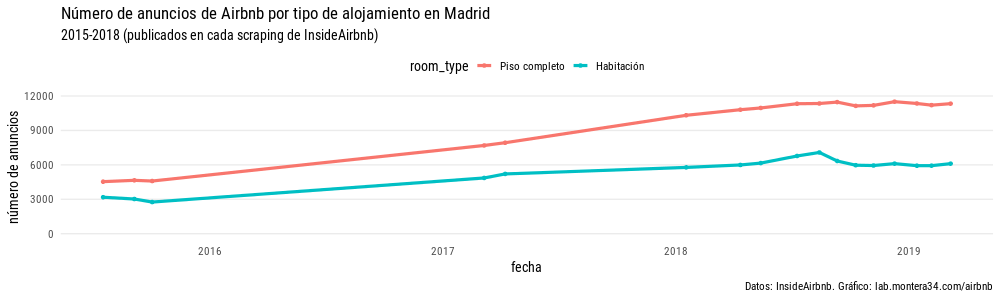 Número de anuncios de Airbnb por tipo de alojamiento en Madrid
2015-2018 (publicados en cada scraping de InsideAirbnb)
room_type Piso completo Habitación
número de anuncios
12000
9000
6000
3000
0
2016 2017 2018 2019
fecha
Datos: InsideAirbnb. Gráfico: lab.montera34.com/airbnb